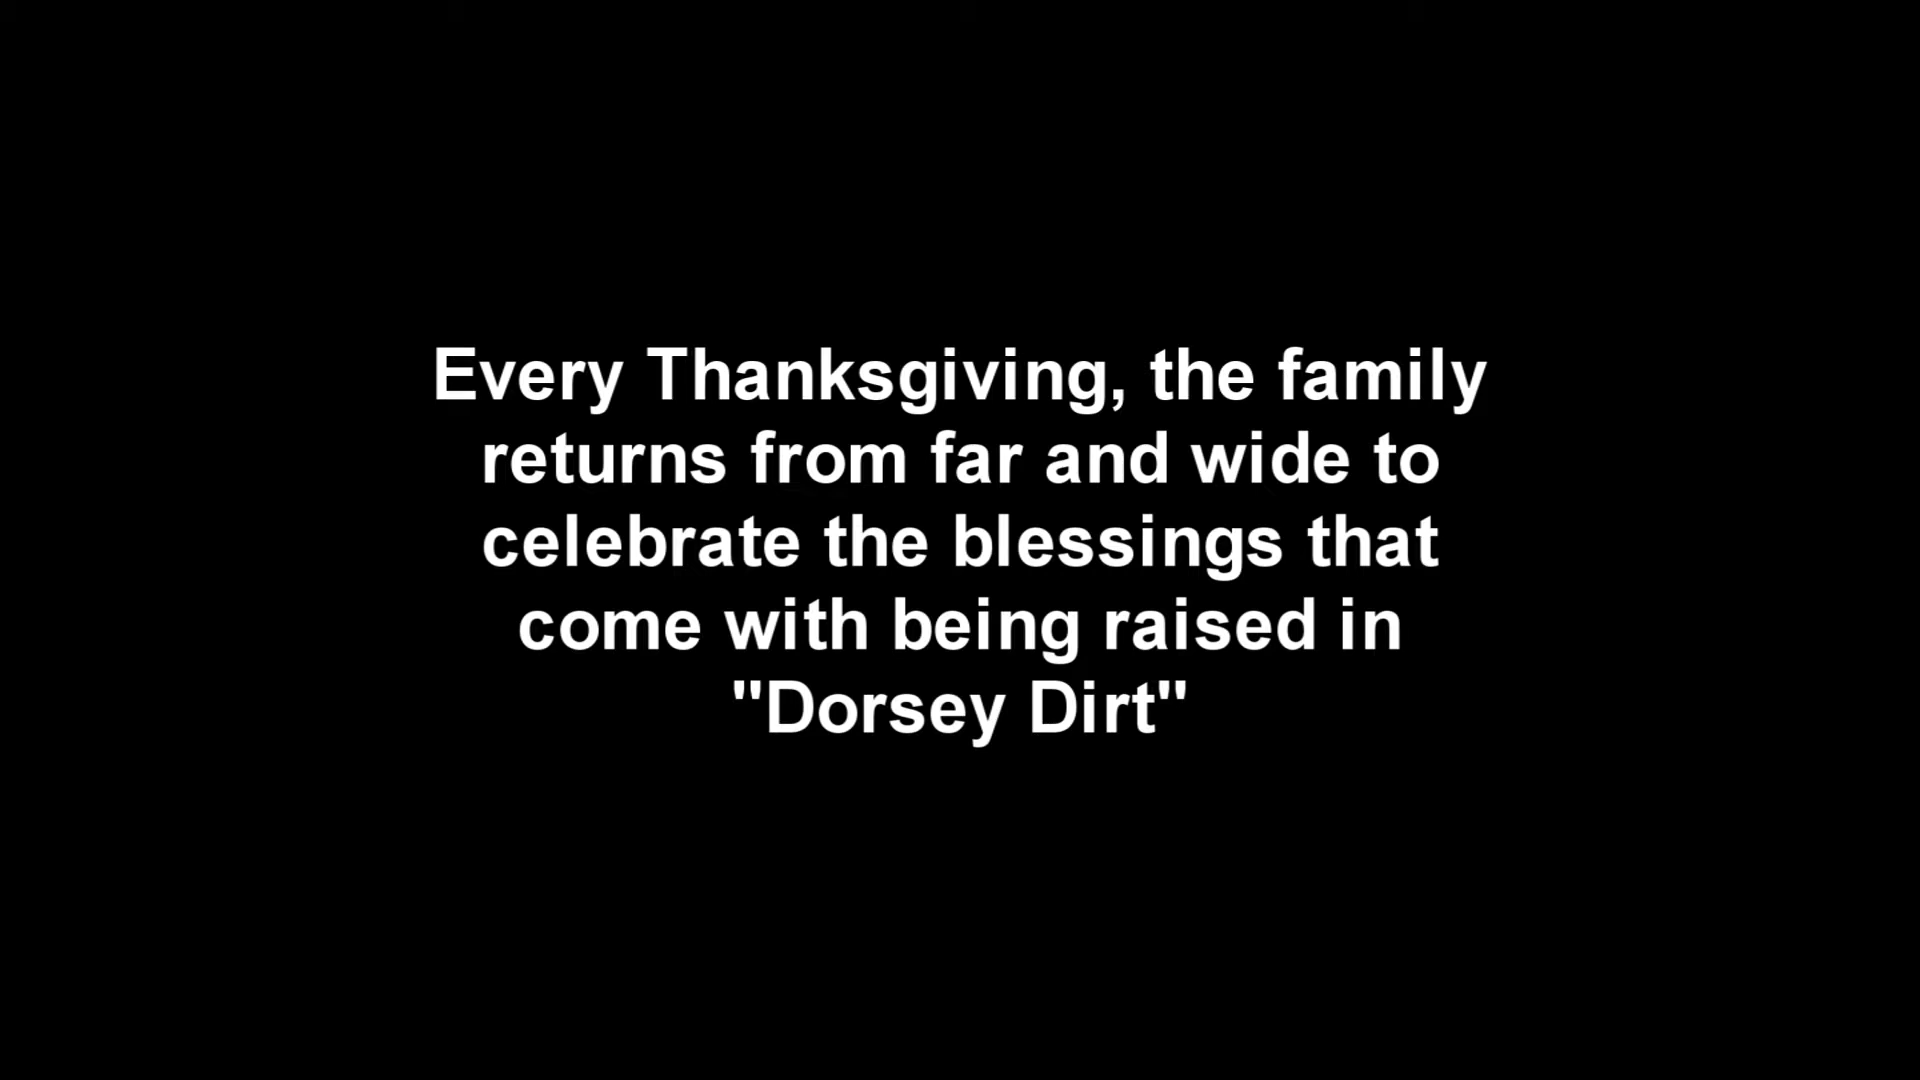 Every Thanksgiving, the family
returns from far and wide to
celebrate the blessings that
come with being raised in
"Dorsey Dirt"